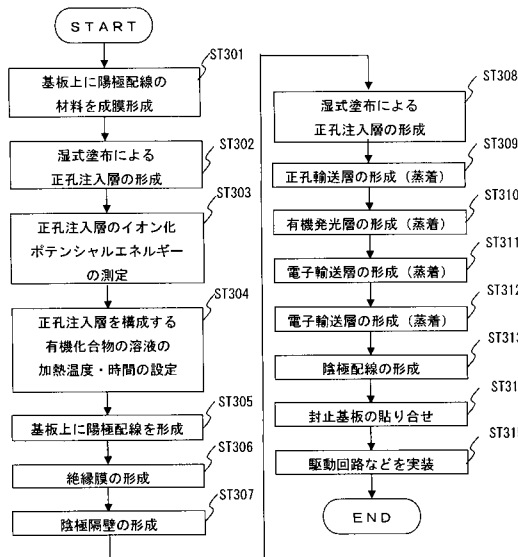 START
ST301
基板上に陽極配線の
材料を成膜形成
ST302
湿式塗布による
正孔注入層の形成
ST303
正孔注入層のイオン化
ポテンシャルエネルギー
の測定
ST304
正孔注入層を構成する
有機化合物の溶液の
加熱温度・時間の設定
ST305
基板上に陽極配線を形成
ST306
絶縁膜の形成
ST307
陰極隔壁の形成
ST308
湿式塗布による
正孔注入層の形成
ST309
正孔輸送層の形成(蒸着)
ST310
有機発光層の形成(蒸着)
ST311
電子輸送層の形成(蒸着)
ST312
電子輸送層の形成(蒸着)
ST313
陰極配線の形成
封止基板の貼り合せ
駆動回路などを実装
END